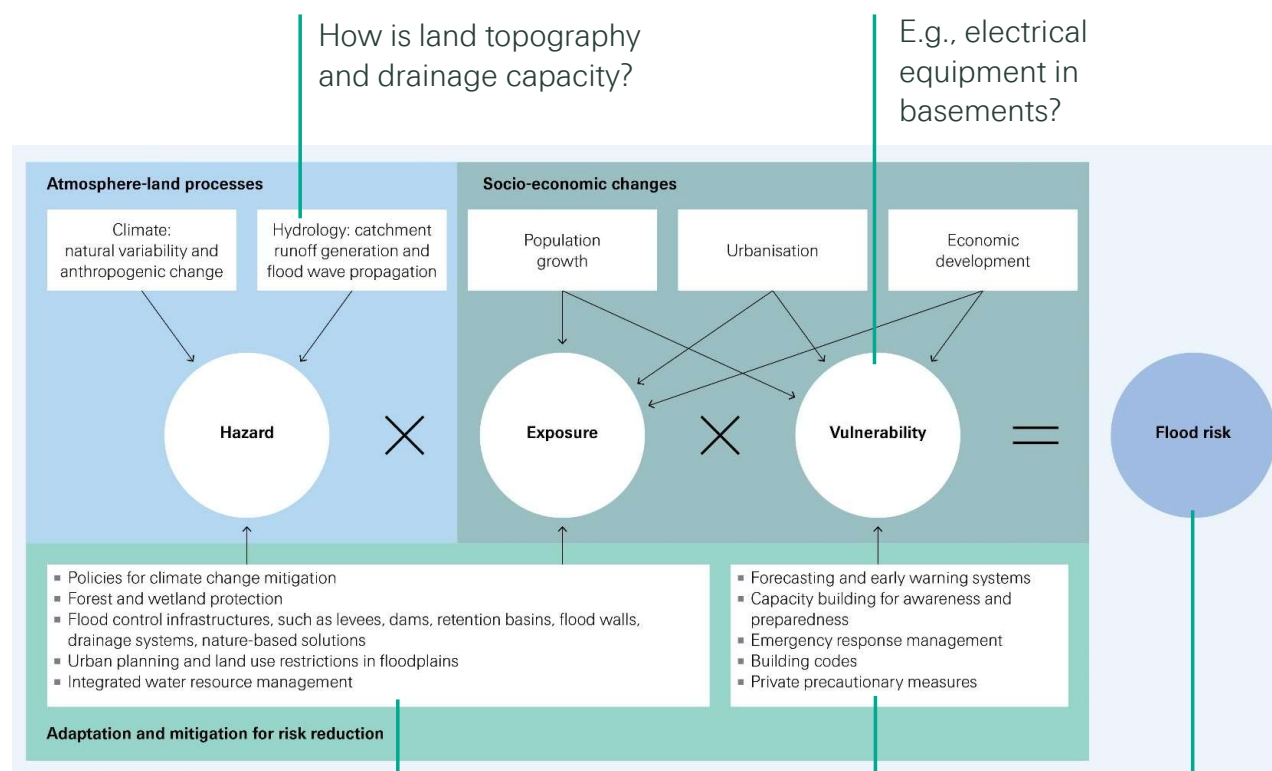 How is land topography
and drainage capacity?
E.g., electrical
equipment in
basements?
Atmosphere-land processes
Socio-economic changes
Climate:
natural variability and
anthropogenic change
Hydrology: catchment
runoff generation and
flood wave propagation
Population
growth
Urbanisation
Economic
development
Hazard
×
Exposure
×
Vulnerability
=
Flood risk
▪ Policies for climate change mitigation
▪ Forest and wetland protection
▪ Flood control infrastructures, such as levees, dams, retention basins, flood walls,
drainage systems, nature-based solutions
▪ Urban planning and land use restrictions in floodplains
▪ Integrated water resource management
▪ Forecasting and early warning systems
▪ Capacity building for awareness and
preparedness
▪ Emergency response management
▪ Building codes
▪ Private precautionary measures
Adaptation and mitigation for risk reduction